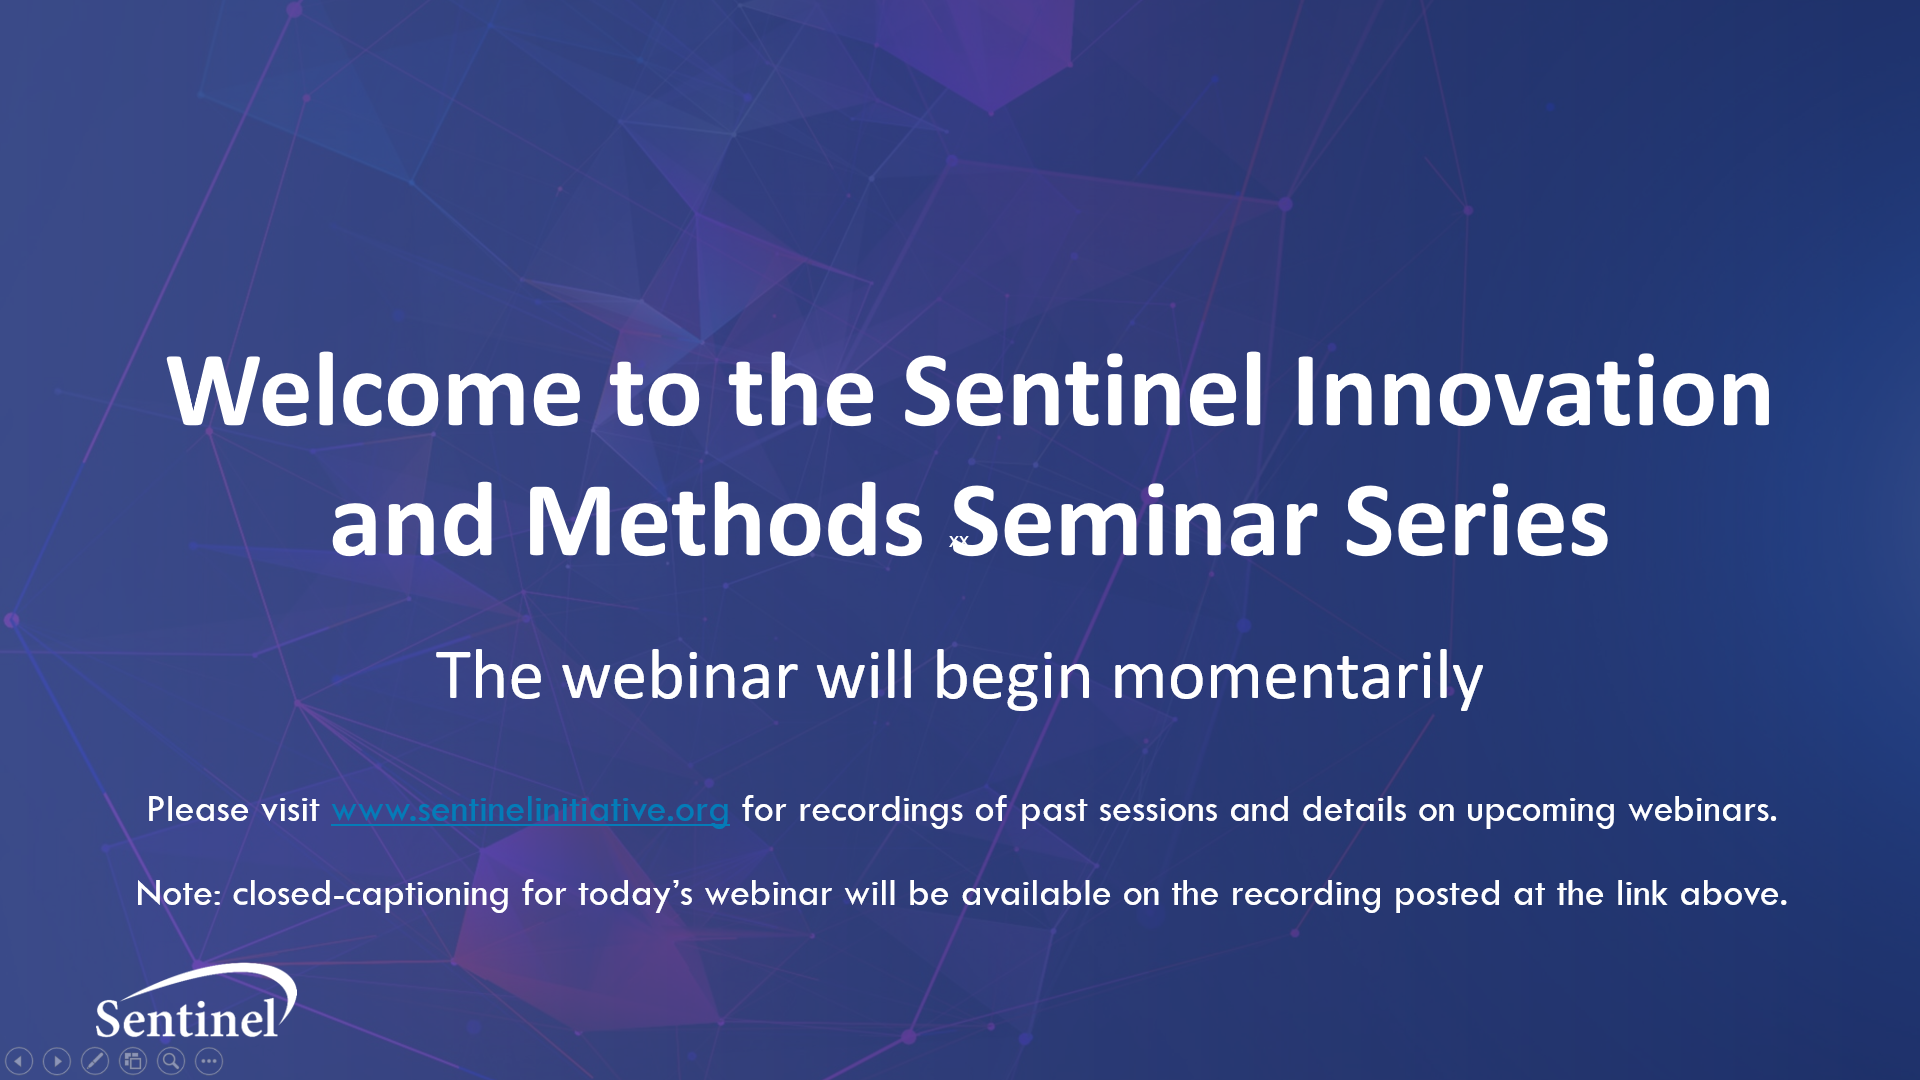 Welcome to the Sentinel Innovation
and Methods Seminar Series
xx
The webinar will begin momentarily
Please visit www.sentinelinitiative.org for recordings of past sessions and details on upcoming webinars.
Note: closed-captioning for today’s webinar will be available on the recording posted at the link above.
Sentinel